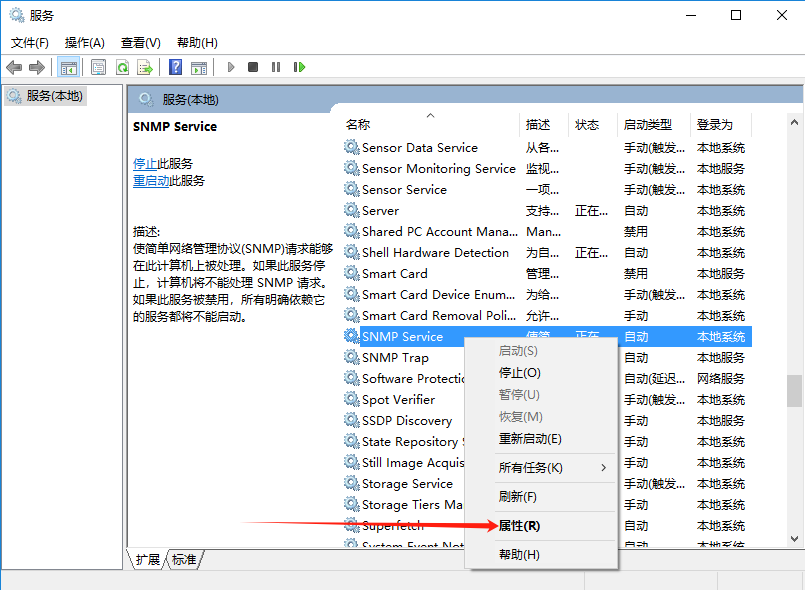 服务
文件(F) 操作(A) 查看(V) 帮助(H)
服务(本地)
服务(本地)
SNMP Service
停止此服务
重启动此服务
描述:
使简单网络管理协议(SNMP)请求能够
在此计算机上被处理。如果此服务停
止，计算机将不能处理 SNMP 请求。
如果此服务被禁用，所有明确依赖它
的服务都将不能启动。
名称 描述 状态 启动类型 登录为
Sensor Data Service 从各... 手动(触发... 本地系统
Sensor Monitoring Service 监视... 手动(触发... 本地服务
Sensor Service 一项... 手动(触发... 本地系统
Server 支持... 正在... 自动 本地系统
Shared PC Account Mana... Man... 禁用 本地系统
Shell Hardware Detection 为自... 正在... 自动 本地系统
Smart Card 管理... 禁用 本地服务
Smart Card Device Enum... 为给... 手动(触发... 本地系统
Smart Card Removal Poli... 允许... 手动 本地系统
SNMP Service 使简... 正在... 自动 本地系统
SNMP Trap 自动 本地服务
Software Protectio 自动(延迟... 网络服务
Spot Verifier 手动(触发... 本地系统
SSDP Discovery 手动 本地服务
State Repository S 手动 本地系统
Still Image Acquis 手动 本地系统
Storage Service 手动(触发... 本地系统
Storage Tiers Ma 手动 本地系统
Superfetch 自动 本地系统
System Event Not 自动 本地系统
启动(S)
停止(O)
暂停(U)
恢复(M)
重新启动(E)
所有任务(K)
刷新(F)
属性(R)
帮助(H)
扩展 标准